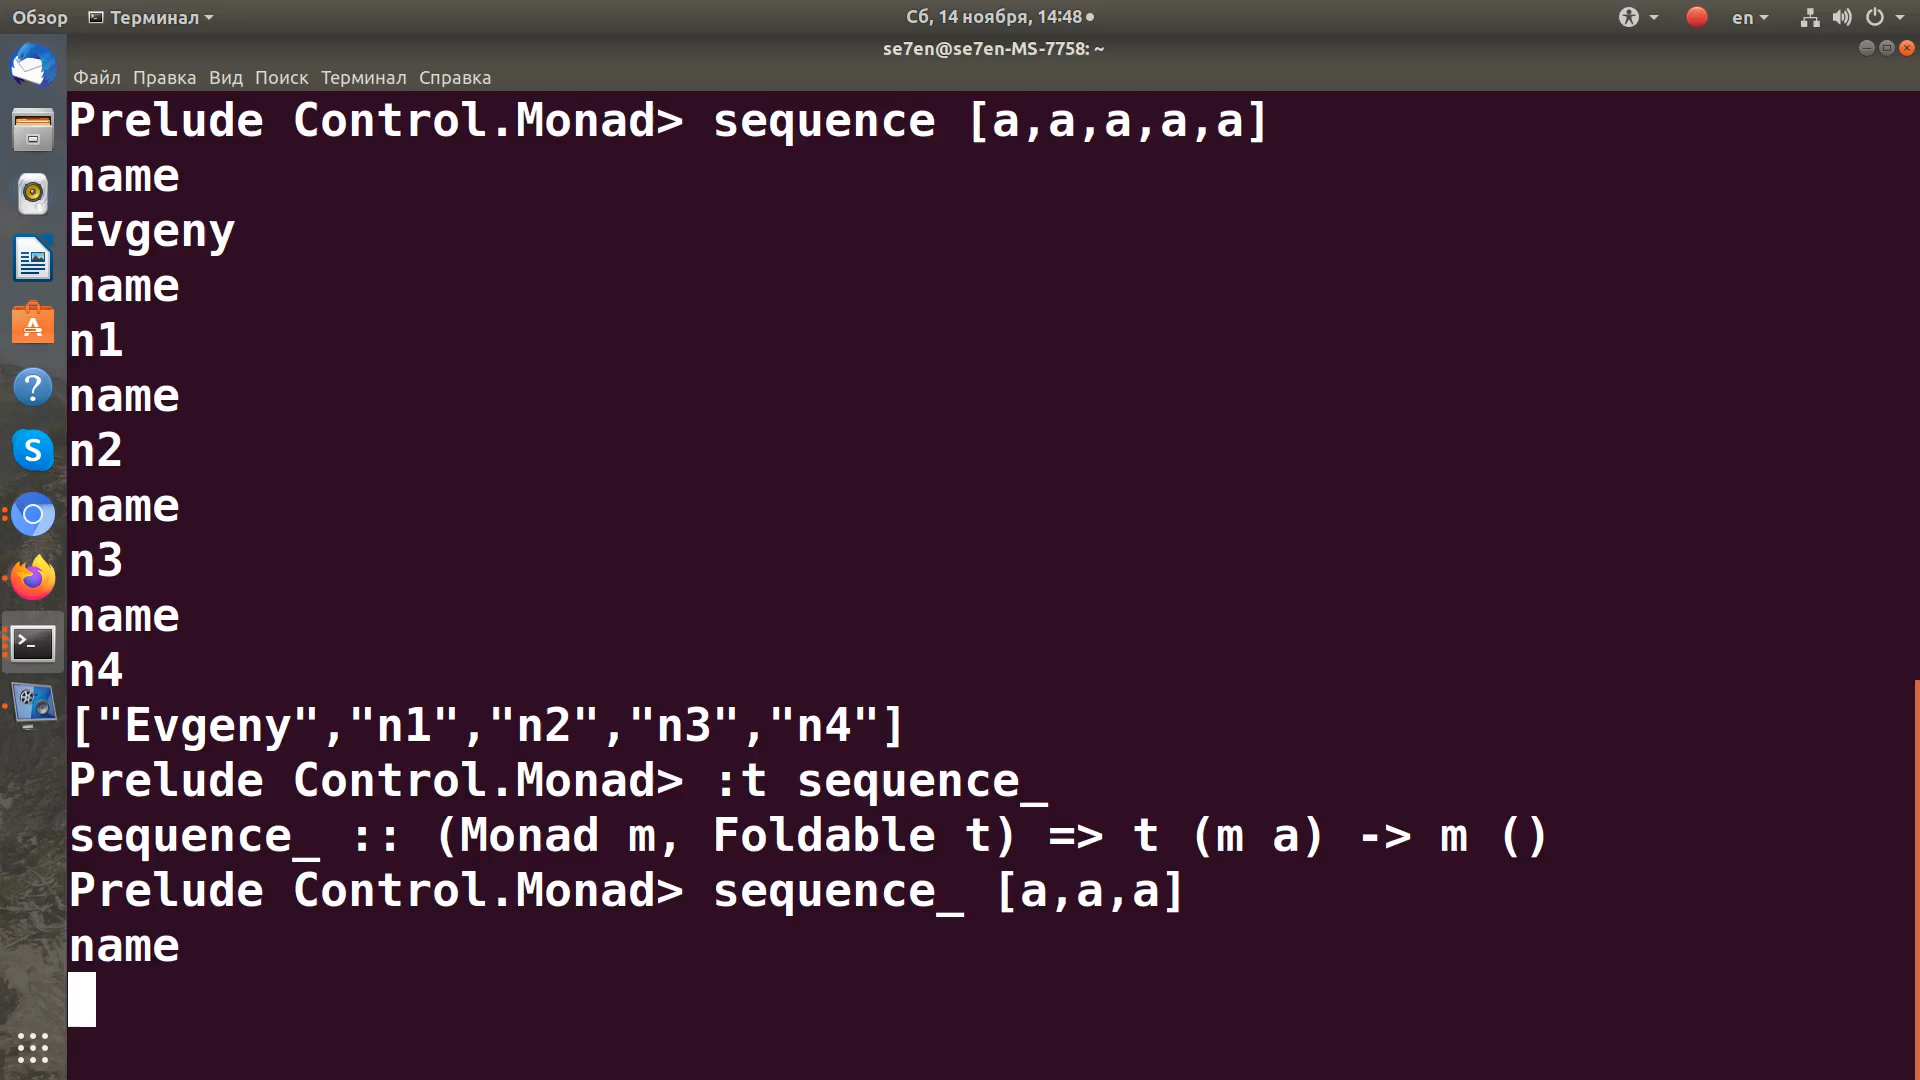 Обзор Терминал Сб, 14 ноября, 14:48 en
se7en@se7en-MS-7758: ~
Файл Правка Вид Поиск Терминал Справка
Prelude Control.Monad> sequence [a,a,a,a,a]
name
Evgeny
name
n1
name
n2
name
n3
name
n4
["Evgeny","n1","n2","n3","n4"]
Prelude Control.Monad> :t sequence_
sequence_ :: (Monad m, Foldable t) => t (m a) -> m ()
Prelude Control.Monad> sequence_ [a,a,a]
name